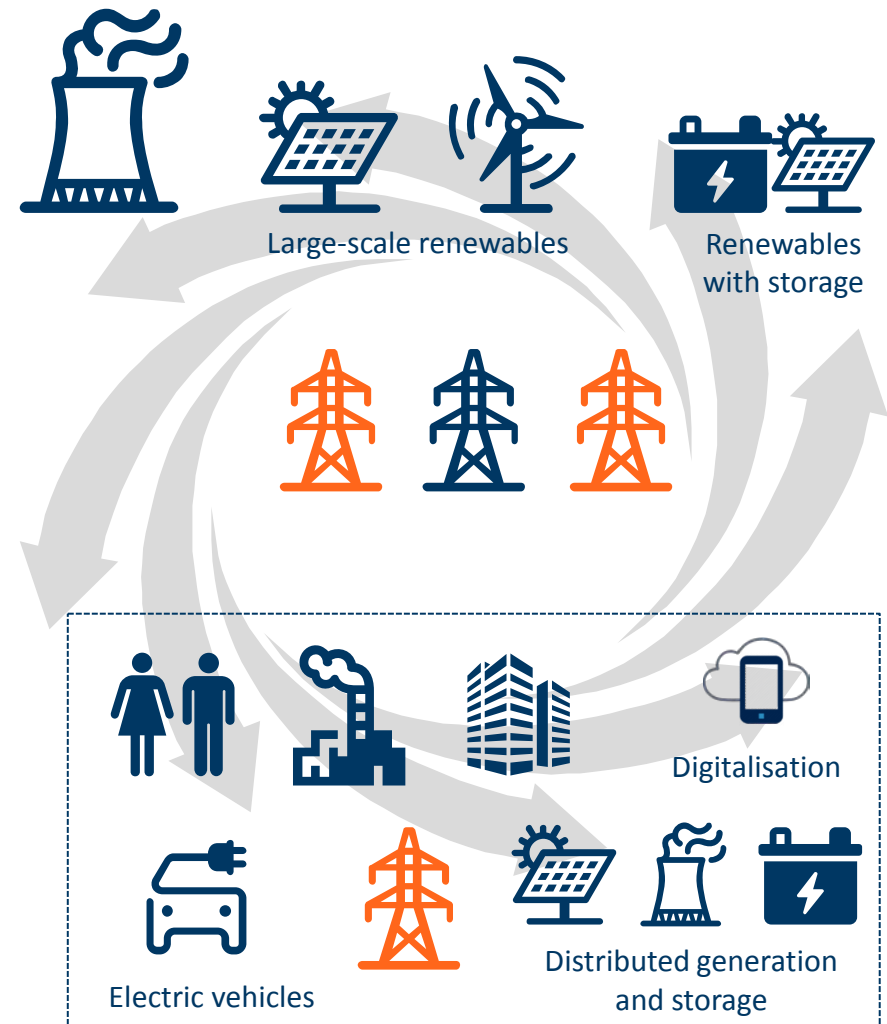 Large-scale renewables
Renewables
with storage
Digitalisation
Electric vehicles
Distributed generation
and storage